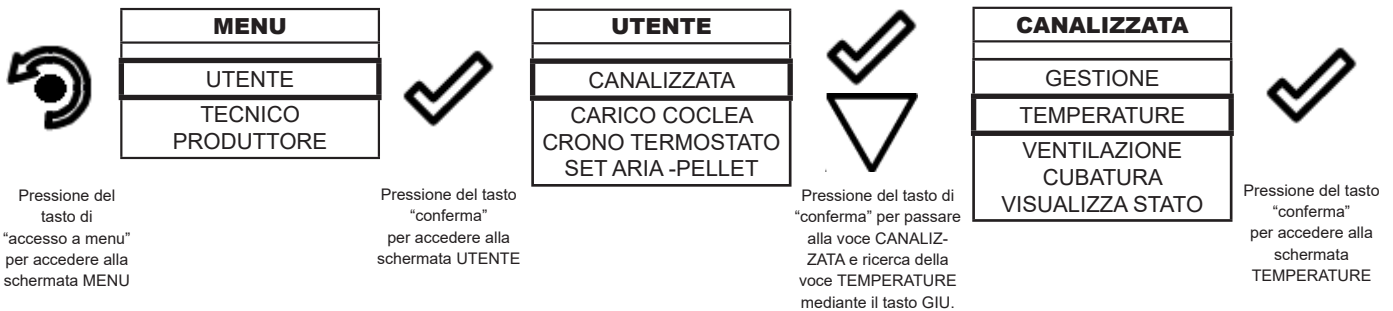 MENU
UTENTE
TECNICO
PRODUTTORE
Pressione del
tasto di
“accesso a menu”
per accedere alla
schermata MENU
Pressione del tasto
“conferma”
per accedere alla
schermata UTENTE
UTENTE
CANALIZZATA
CARICO COCLEA
CRONO TERMOSTATO
SET ARIA -PELLET
Pressione del tasto di
“conferma” per passare
alla voce CANALIZ-
ZATA e ricerca della
voce TEMPERATURE
mediante il tasto GIU.
CANALIZZATA
GESTIONE
TEMPERATURE
VENTILAZIONE
CUBATURA
VISUALIZZA STATO
Pressione del tasto
“conferma”
per accedere alla
schermata
TEMPERATURE